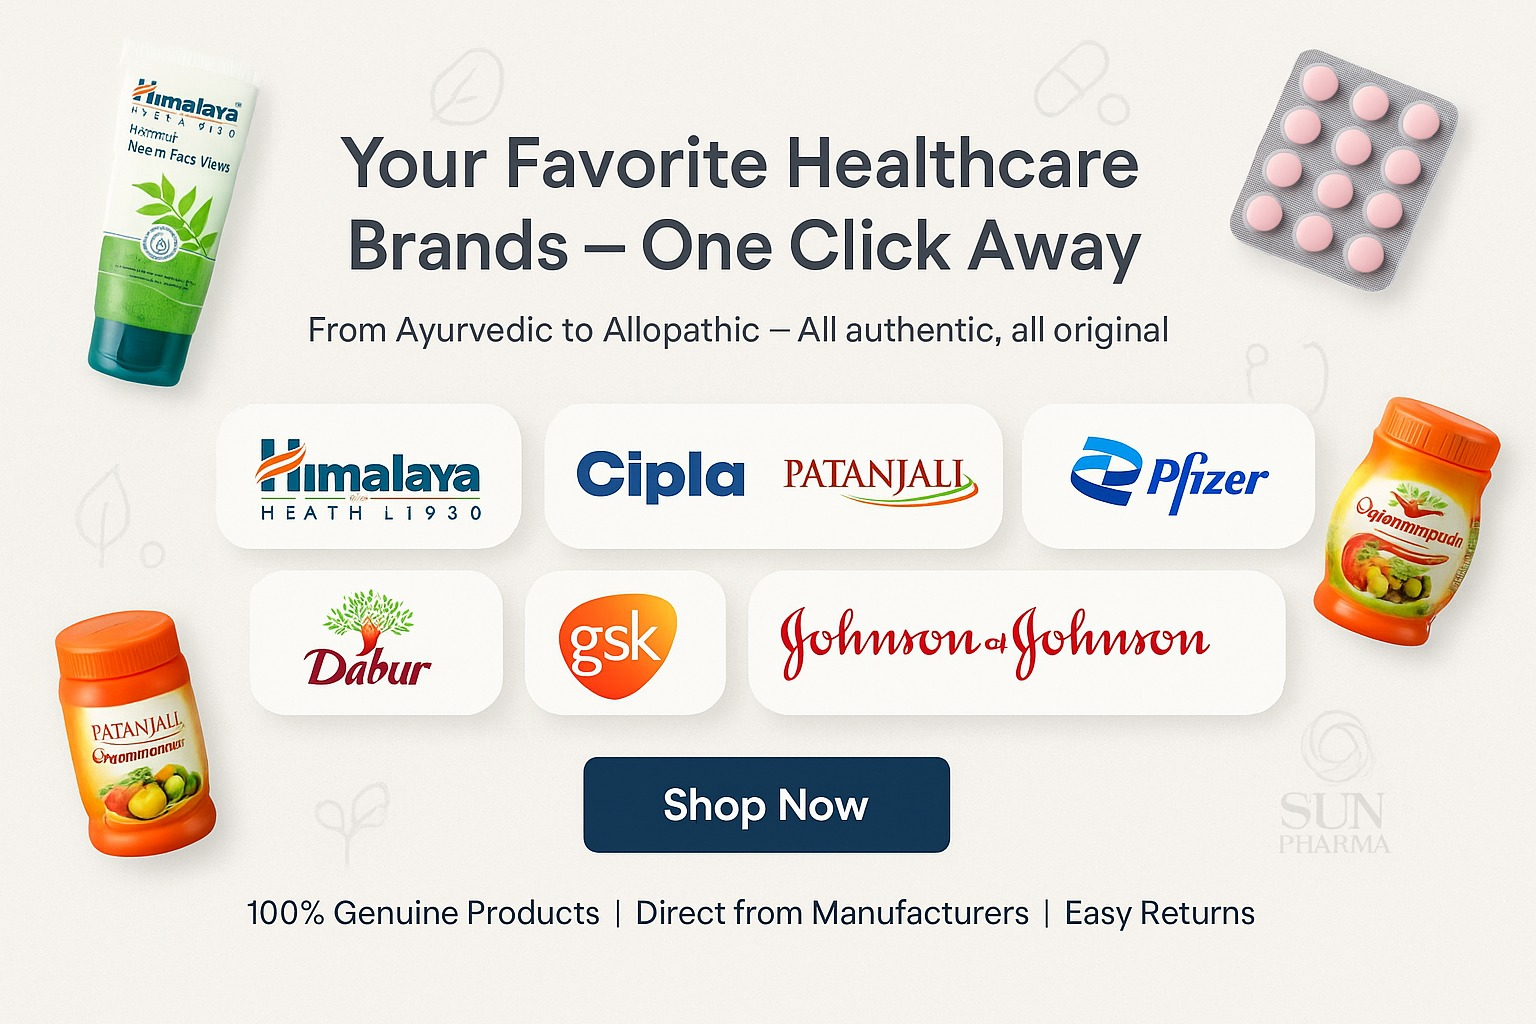 Himalaya
Neem Facs Views
Your Favorite Healthcare
Brands – One Click Away
From Ayurvedic to Allopathic – All authentic, all original
Himalaya
HEATH L1930
Cipla
PATANJALI
Pfizer
Oqionmmpudn
Dabur
gsk
Johnson & Johnson
PATANJALI
Shop Now
SUN
PHARMA
100% Genuine Products | Direct from Manufacturers | Easy Returns